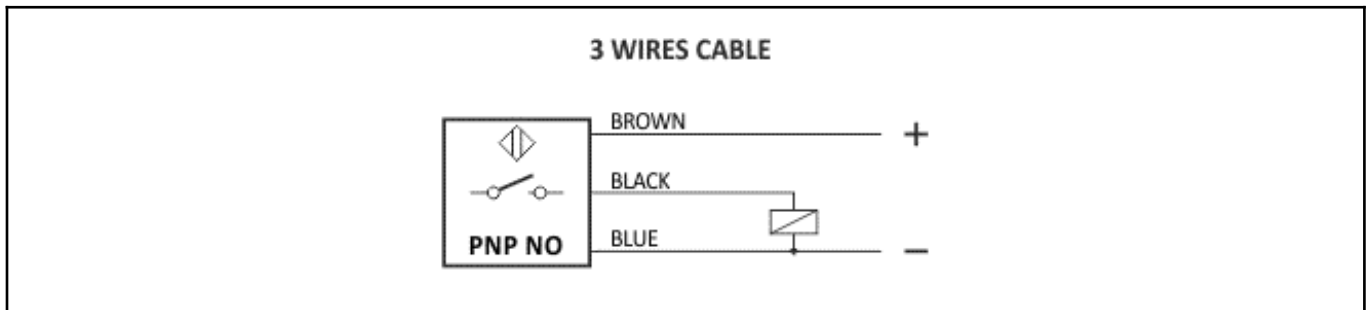 3 WIRES CABLE
BROWN
+
BLACK
PNP NO
BLUE
−